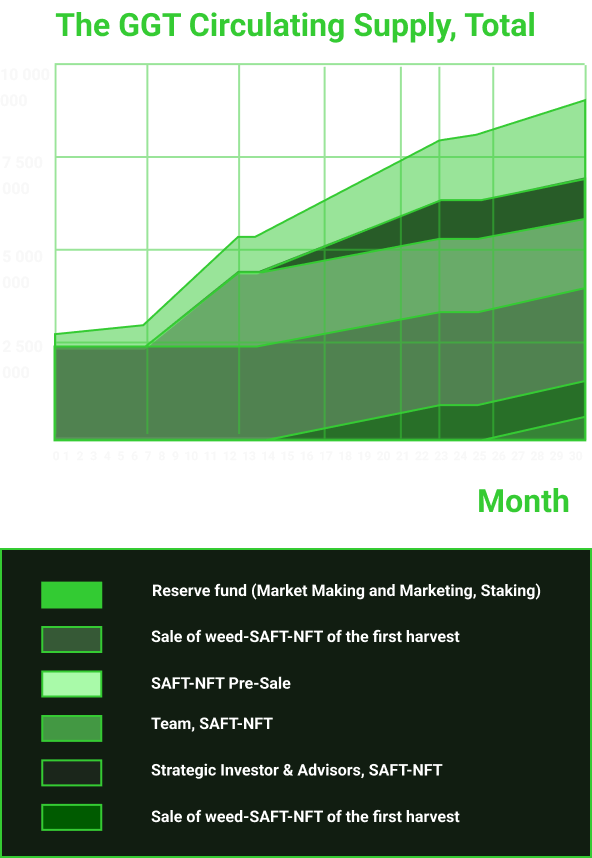 The GGT Circulating Supply, Total
10 000
000
7 500
000
5 000
000
2 500
000
0 1 2 3 4 5 6 7 8 9 10 11 12 13 14 15 16 17 18 19 20 21 22 23 24 25 26 27 28 29 30
Month
Reserve fund (Market Making and Marketing, Staking)
Sale of weed-SAFT-NFT of the first harvest
SAFT-NFT Pre-Sale
Team, SAFT-NFT
Strategic Investor & Advisors, SAFT-NFT
Sale of weed-SAFT-NFT of the first harvest